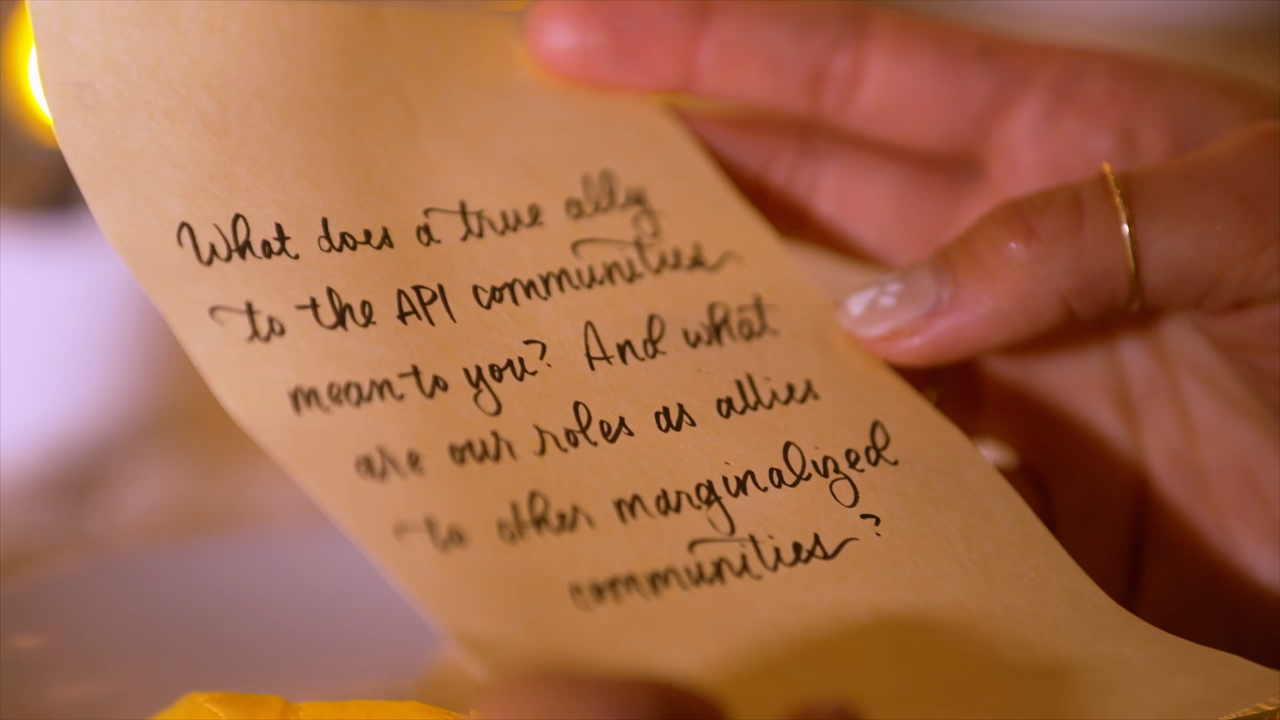 What does a true ally
to the API communities
mean to you? And what
are our roles as allies
to other marginalized
communities?